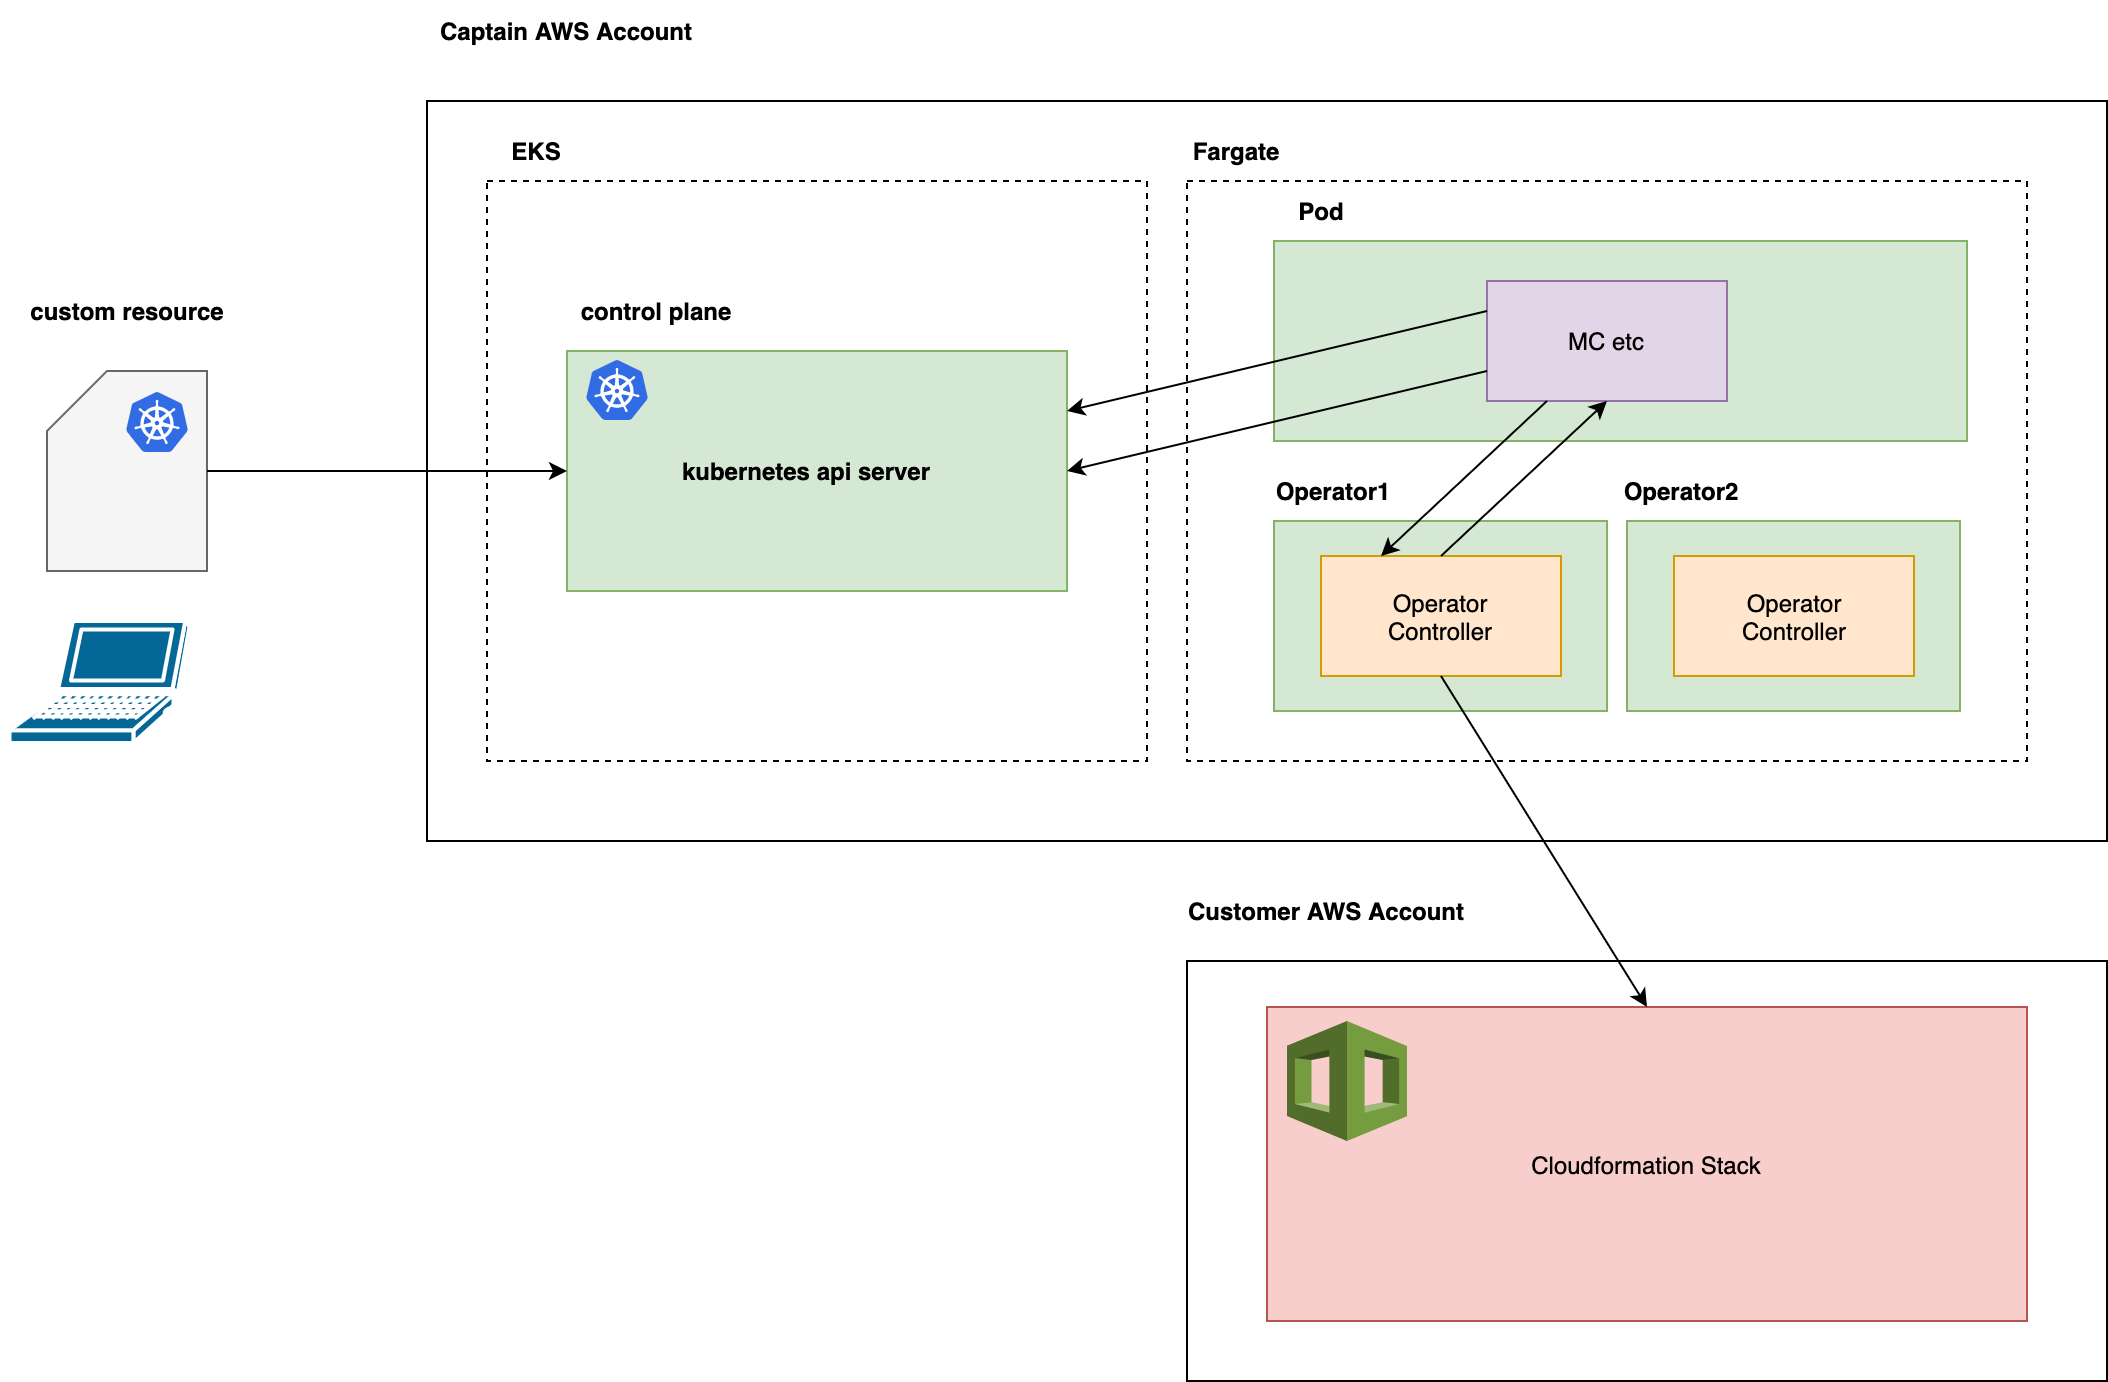 Captain AWS Account
EKS
Fargate
Pod
custom resource
control plane
MC etc
kubernetes api server
Operator1
Operator2
Operator
Controller
Operator
Controller
Customer AWS Account
Cloudformation Stack